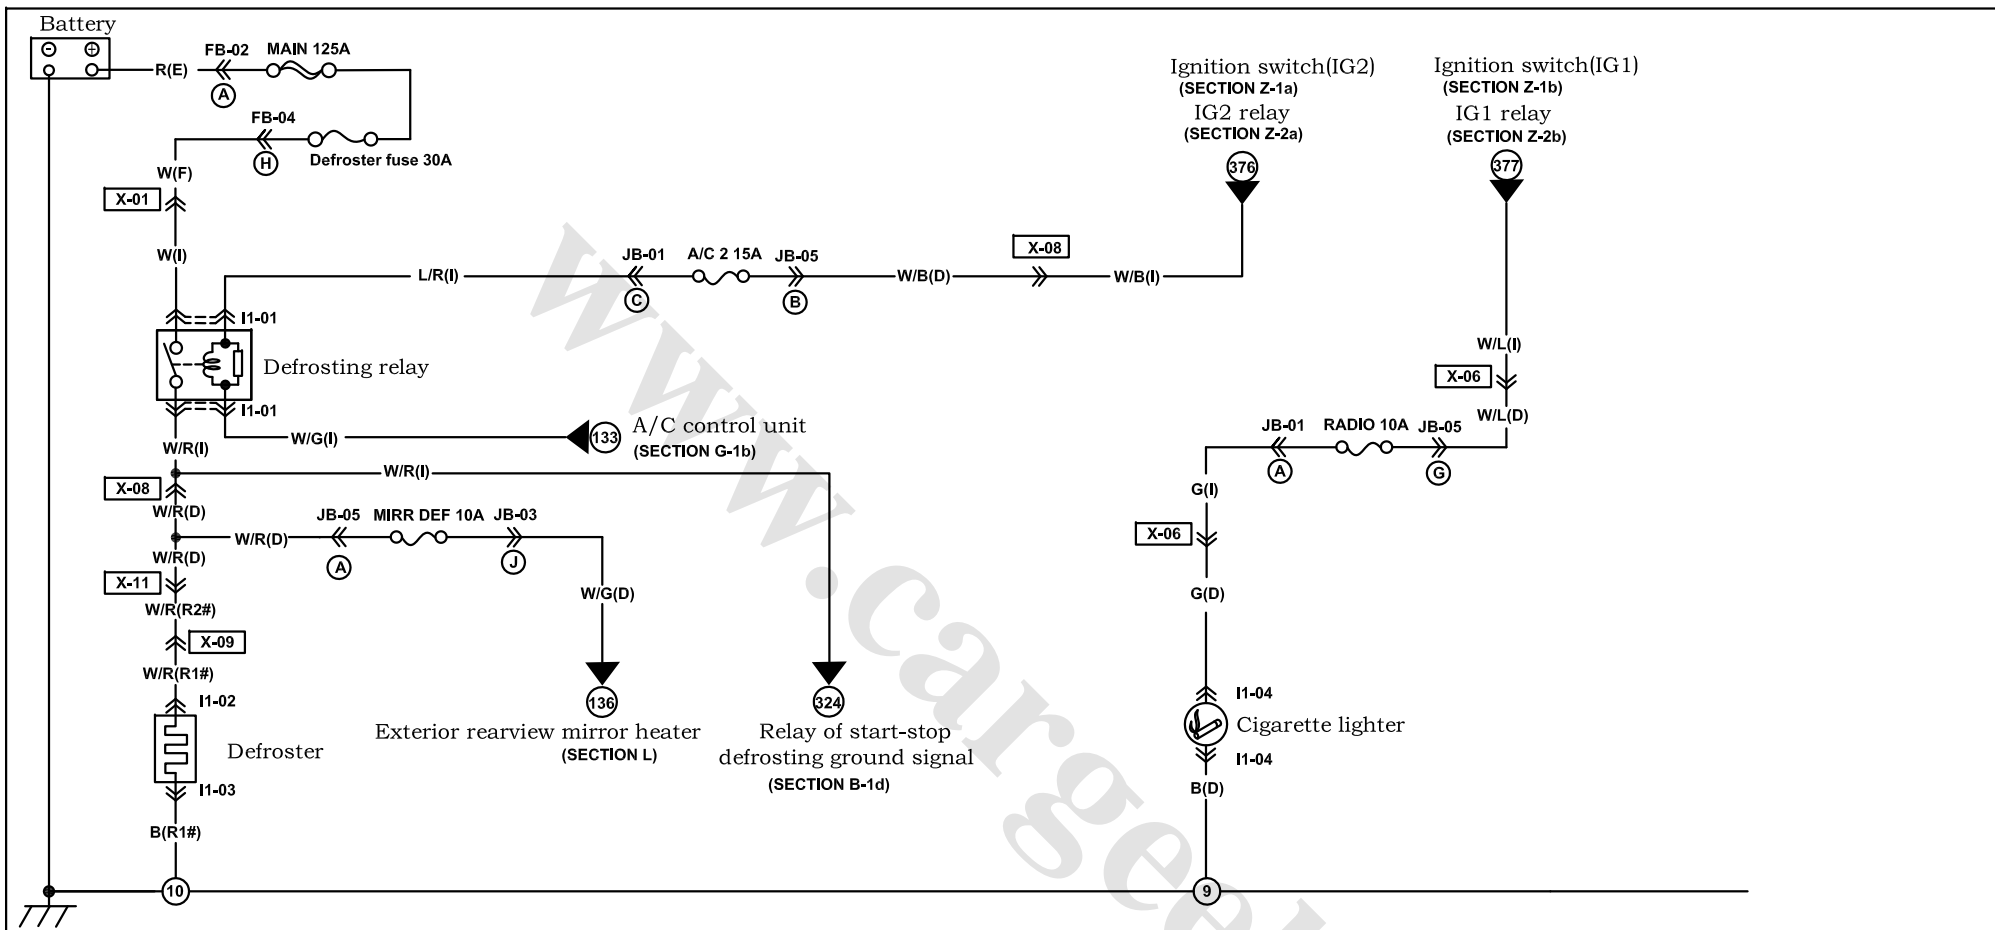 Battery
FB-02 MAIN 125A
R(E)
A
FB-04
H
Defroster fuse 30A
W(F)
X-01
W(I)
Ignition switch(IG2)
(SECTION Z-1a)
IG2 relay
(SECTION Z-2a)
376
Ignition switch(IG1)
(SECTION Z-1b)
IG1 relay
(SECTION Z-2b)
377
L/R(I)
JB-01 A/C 2 15A JB-05
C
B
W/B(D)
X-08
W/B(I)
I1-01
Defrosting relay
I1-01
W/R(I)
W/G(I)
133
A/C control unit
(SECTION G-1b)
W/R(I)
X-08
W/R(D)
W/R(D)
JB-05 MIRR DEF 10A JB-03
A
J
W/R(D)
X-11
W/R(R2#)
X-09
W/R(R1#)
I1-02
Defroster
I1-03
B(R1#)
10
W/G(D)
136
Exterior rearview mirror heater
(SECTION L)
324
Relay of start-stop
defrosting ground signal
(SECTION B-1d)
W/L(I)
X-06
W/L(D)
JB-01 RADIO 10A JB-05
A
G
G(I)
X-06
G(D)
I1-04
Cigarette lighter
I1-04
B(D)
9
www.cargeek